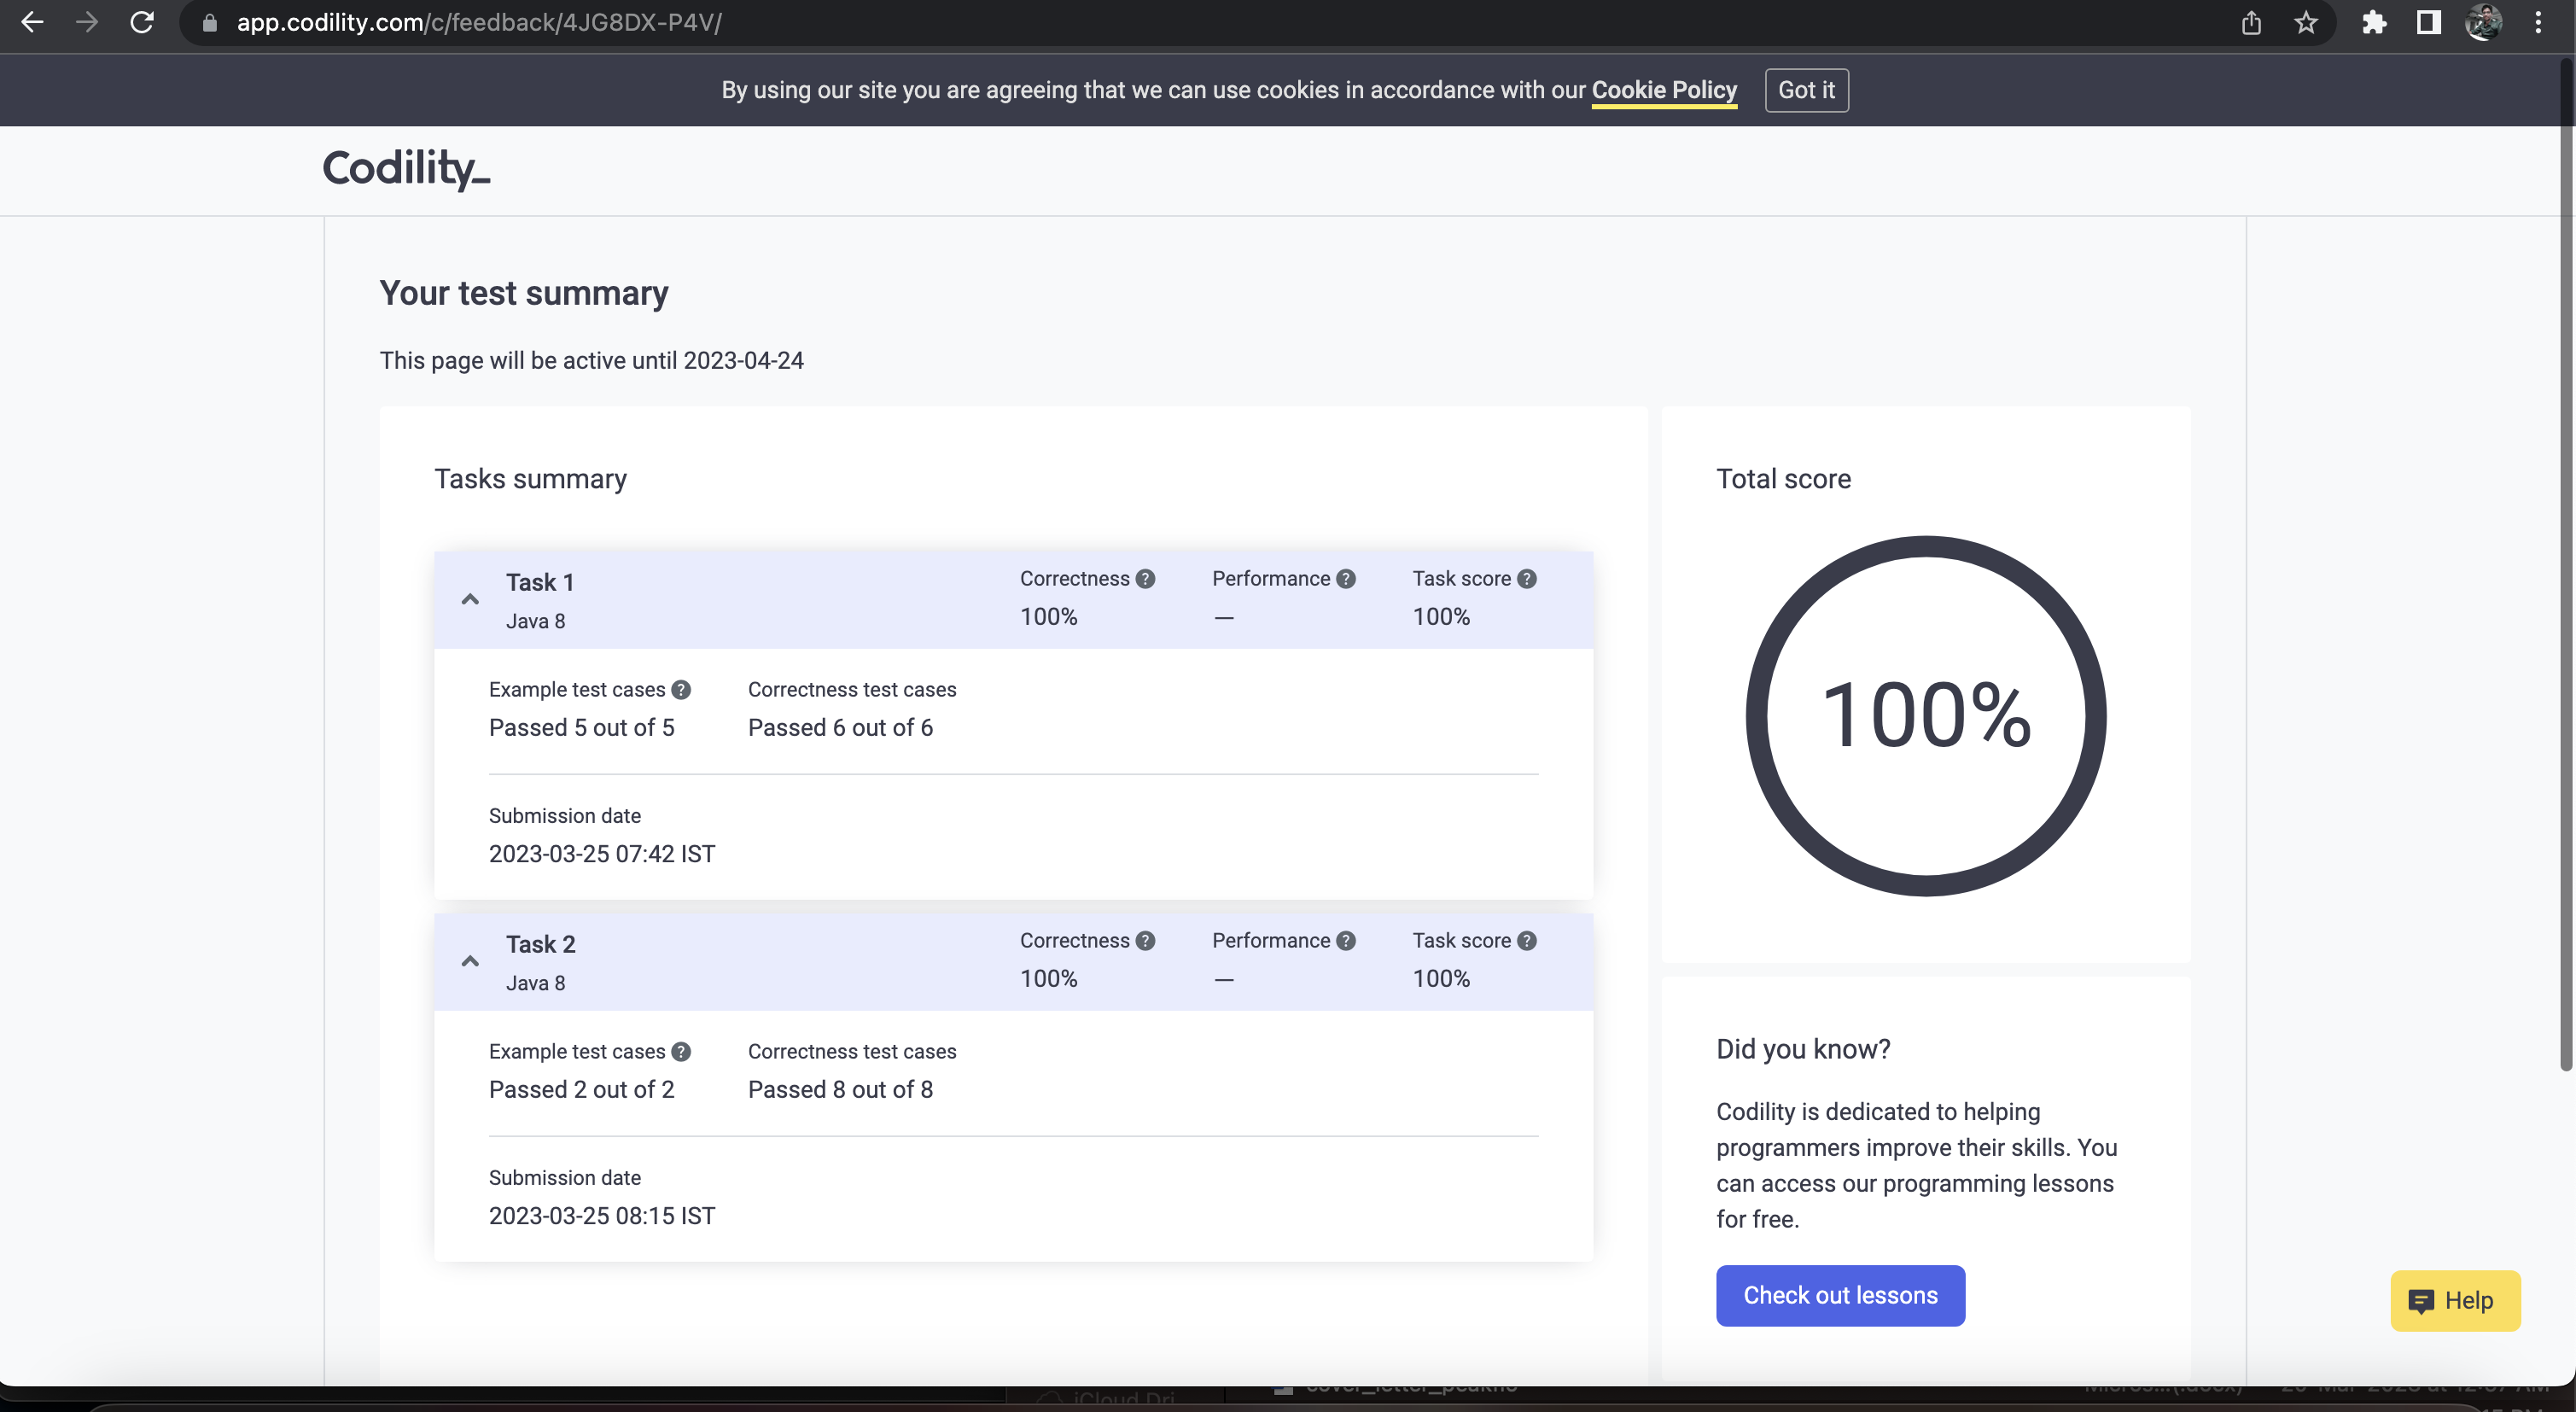 app.codility.com/c/feedback/4JG8DX-P4V/
By using our site you are agreeing that we can use cookies in accordance with our Cookie Policy
Got it
Codility_
Your test summary
This page will be active until 2023-04-24
Tasks summary
Task 1
Java 8
Correctness ?
100%
Performance ?
—
Task score ?
100%
Example test cases ?
Passed 5 out of 5
Correctness test cases
Passed 6 out of 6
Submission date
2023-03-25 07:42 IST
Task 2
Java 8
Correctness ?
100%
Performance ?
—
Task score ?
100%
Example test cases ?
Passed 2 out of 2
Correctness test cases
Passed 8 out of 8
Submission date
2023-03-25 08:15 IST
Total score
100%
Did you know?
Codility is dedicated to helping
programmers improve their skills. You
can access our programming lessons
for free.
Check out lessons
Help